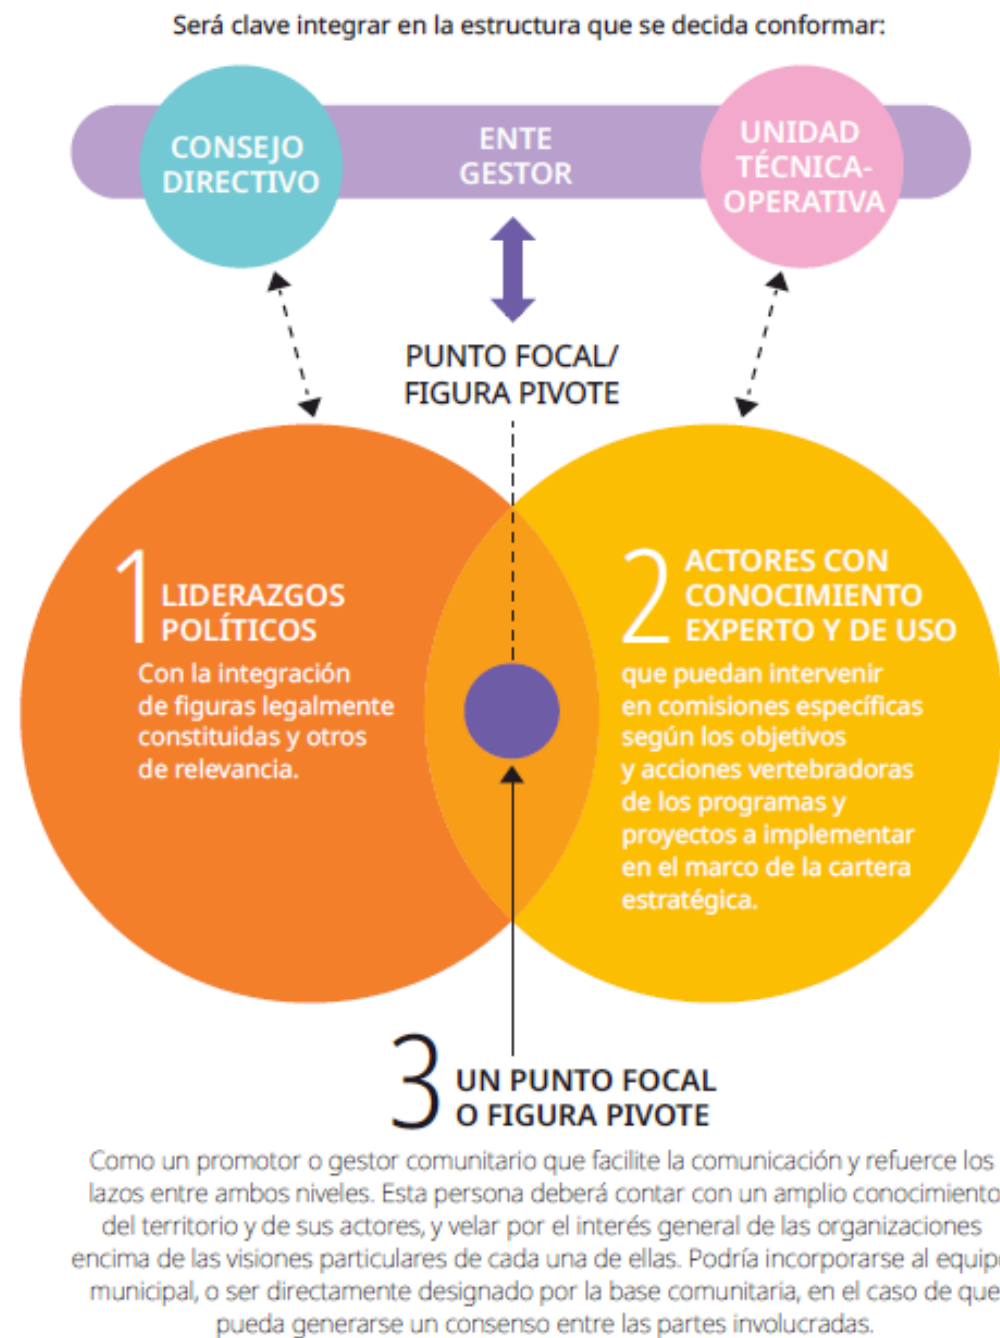 Será clave integrar en la estructura que se decida conformar:
CONSEJO
DIRECTIVO
ENTE
GESTOR
UNIDAD
TÉCNICA-
OPERATIVA
PUNTO FOCAL/
FIGURA PIVOTE
1
LIDERAZGOS
POLÍTICOS
Con la integración
de figuras legalmente
constituidas y otros
de relevancia.
2
ACTORES CON
CONOCIMIENTO
EXPERTO Y DE USO
que puedan intervenir
en comisiones específicas
según los objetivos
y acciones vertebradoras
de los programas y
proyectos a implementar
en el marco de la cartera
estratégica.
3
UN PUNTO FOCAL
O FIGURA PIVOTE
Como un promotor o gestor comunitario que facilite la comunicación y refuerce los
lazos entre ambos niveles. Esta persona deberá contar con un amplio conocimiento
del territorio y de sus actores, y velar por el interés general de las organizaciones
encima de las visiones particulares de cada una de ellas. Podría incorporarse al equipo
municipal, o ser directamente designado por la base comunitaria, en el caso de que
pueda generarse un consenso entre las partes involucradas.